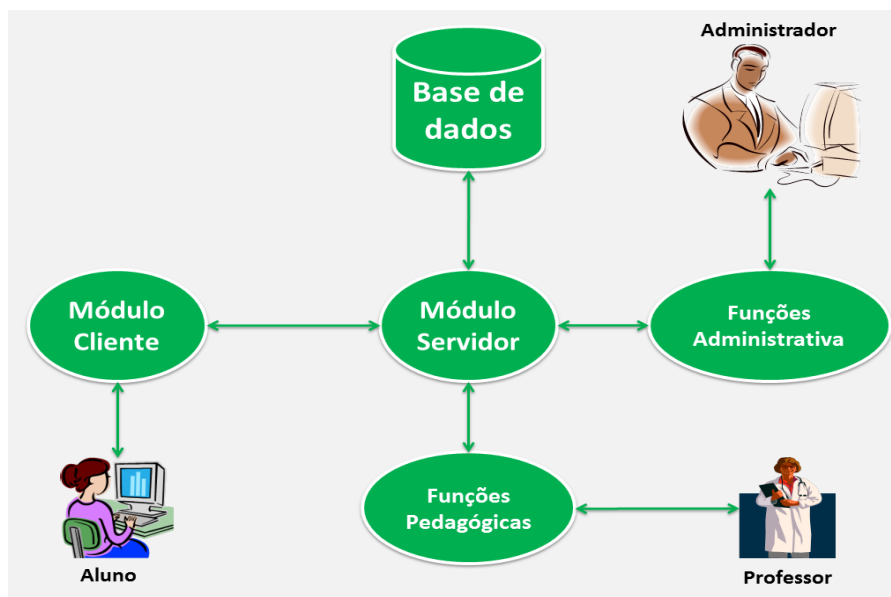 Administrador
Base de
dados
Módulo
Cliente
Módulo
Servidor
Funções
Administrativa
Funções
Pedagógicas
Aluno
Professor